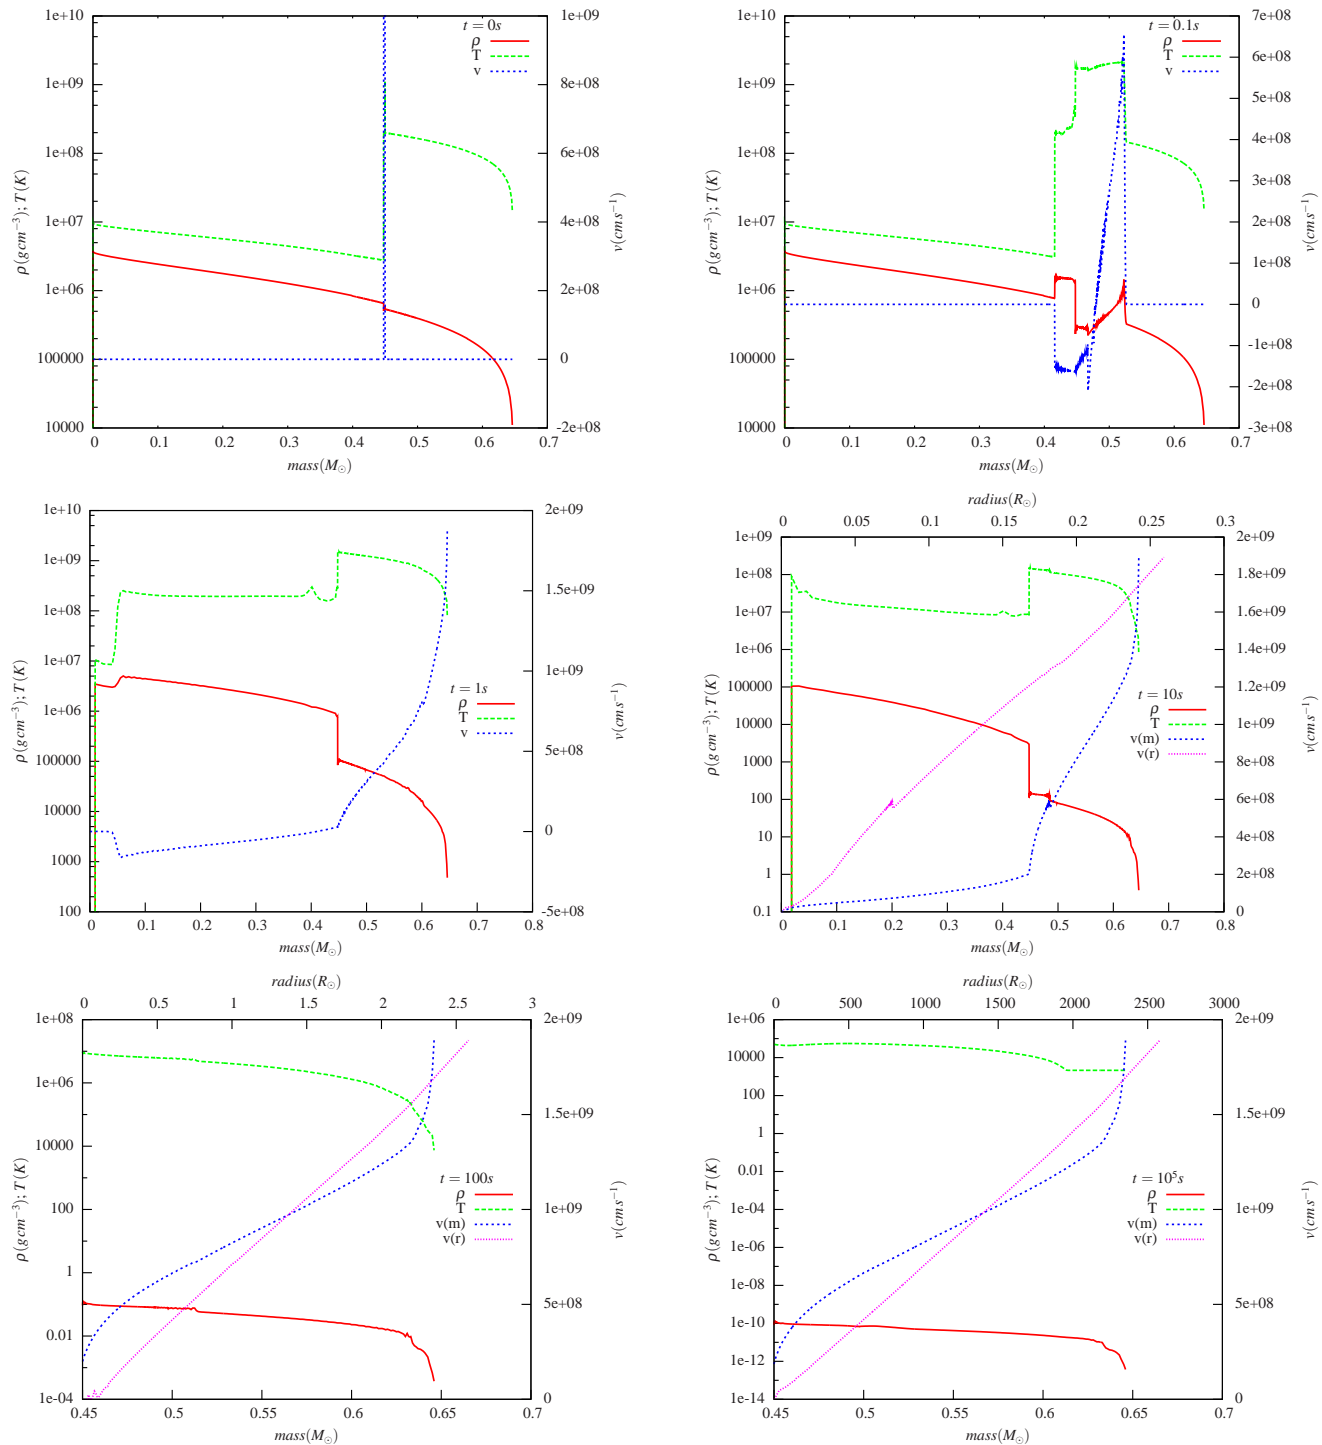 1e+10
1e+09
1e+08
1e+07
1e+06
100000
10000
ρ(gcm⁻³); T(K)
t = 0s
ρ
T
v
1e+09
8e+08
6e+08
4e+08
2e+08
0
-2e+08
v(cms⁻¹)
0 0.1 0.2 0.3 0.4 0.5 0.6 0.7
mass(M☉)
1e+10
1e+09
1e+08
1e+07
1e+06
100000
10000
ρ(gcm⁻³); T(K)
t = 0.1s
ρ
T
v
7e+08
6e+08
5e+08
4e+08
3e+08
2e+08
1e+08
0
-1e+08
-2e+08
-3e+08
v(cms⁻¹)
0 0.1 0.2 0.3 0.4 0.5 0.6 0.7
mass(M☉)
1e+10
1e+09
1e+08
1e+07
1e+06
100000
10000
1000
100
ρ(gcm⁻³); T(K)
t = 1s
ρ
T
v
2e+09
1.5e+09
1e+09
5e+08
0
-5e+08
v(cms⁻¹)
0 0.1 0.2 0.3 0.4 0.5 0.6 0.7 0.8
mass(M☉)
radius(R☉)
0 0.05 0.1 0.15 0.2 0.25 0.3
1e+09
1e+08
1e+07
1e+06
100000
10000
1000
100
10
1
0.1
ρ(gcm⁻³); T(K)
t = 10s
ρ
T
v(m)
v(r)
2e+09
1.8e+09
1.6e+09
1.4e+09
1.2e+09
1e+09
8e+08
6e+08
4e+08
2e+08
0
v(cms⁻¹)
0 0.1 0.2 0.3 0.4 0.5 0.6 0.7 0.8
mass(M☉)
radius(R☉)
0 0.5 1 1.5 2 2.5 3
1e+08
1e+06
10000
100
1
0.01
1e-04
ρ(gcm⁻³); T(K)
t = 100s
ρ
T
v(m)
v(r)
2e+09
1.5e+09
1e+09
5e+08
0
v(cms⁻¹)
0.45 0.5 0.55 0.6 0.65 0.7
mass(M☉)
radius(R☉)
0 500 1000 1500 2000 2500 3000
1e+06
10000
100
1
0.01
1e-04
1e-06
1e-08
1e-10
1e-12
1e-14
ρ(gcm⁻³); T(K)
t = 10⁵s
ρ
T
v(m)
v(r)
2e+09
1.5e+09
1e+09
5e+08
0
v(cms⁻¹)
0.45 0.5 0.55 0.6 0.65 0.7
mass(M☉)